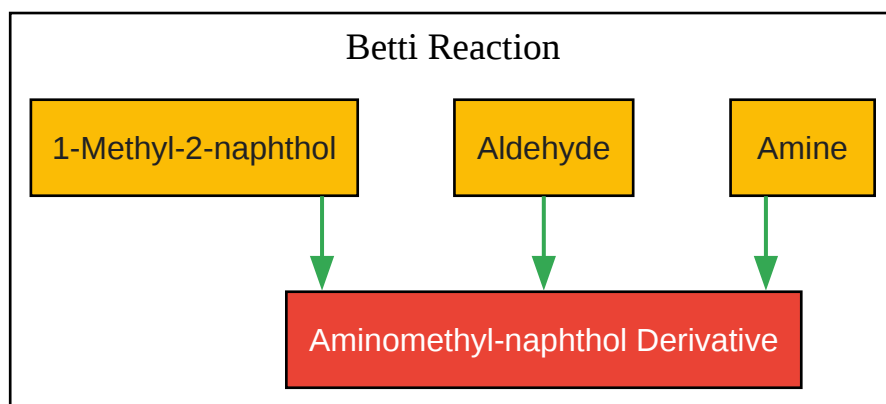 Betti Reaction
1-Methyl-2-naphthol
Aldehyde
Amine
Aminomethyl-naphthol Derivative